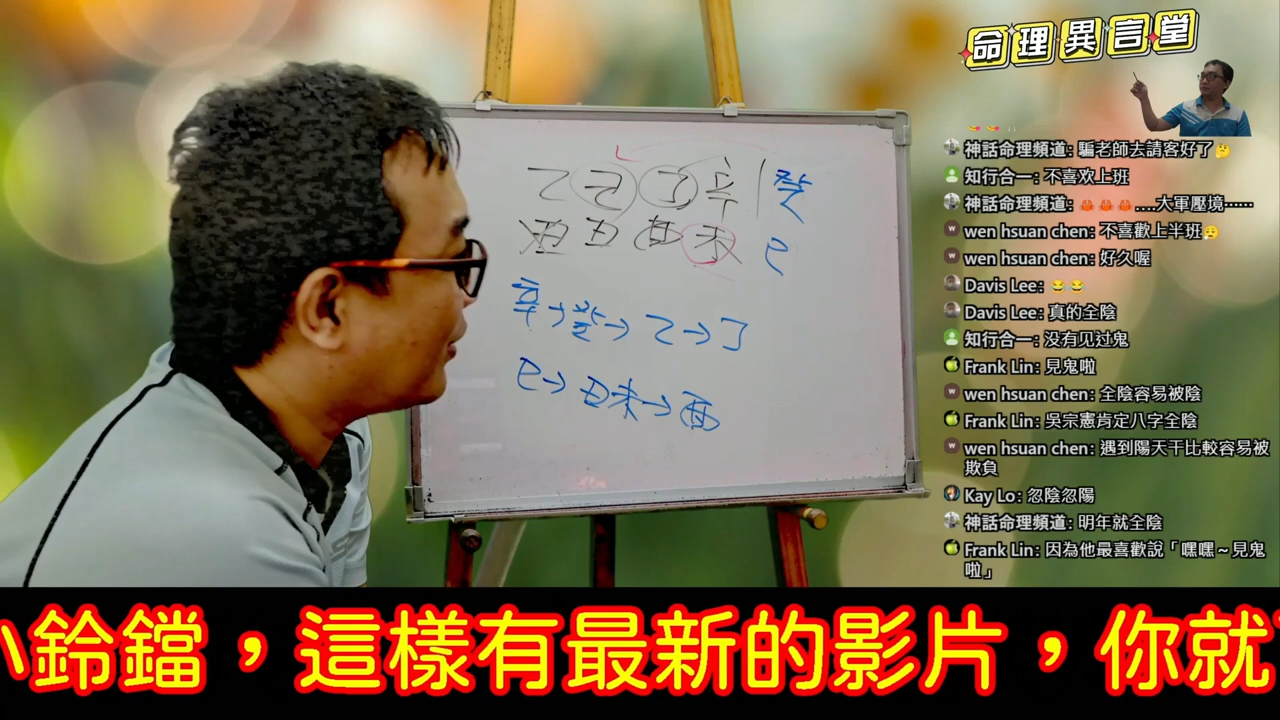 命理異言堂
乙己丁辛 癸
丑丑酉未 巳
辛→癸→乙→丁
巳→丑未→酉
神話命理頻道: 騙老師去請客好了🤔
知行合一: 不喜欢上班
神話命理頻道: 🦀🦀🦀....大軍壓境……
wen hsuan chen: 不喜歡上半班😮‍💨
wen hsuan chen: 好久喔
Davis Lee: 😂😂
Davis Lee: 真的全陰
知行合一: 没有见过鬼
Frank Lin: 見鬼啦
wen hsuan chen: 全陰容易被陰
Frank Lin: 吳宗憲肯定八字全陰
wen hsuan chen: 遇到陽天干比較容易被
欺負
Kay Lo: 忽陰忽陽
神話命理頻道: 明年就全陰
Frank Lin: 因為他最喜歡說「嘿嘿～見鬼
啦」
小鈴鐺，這樣有最新的影片，你就